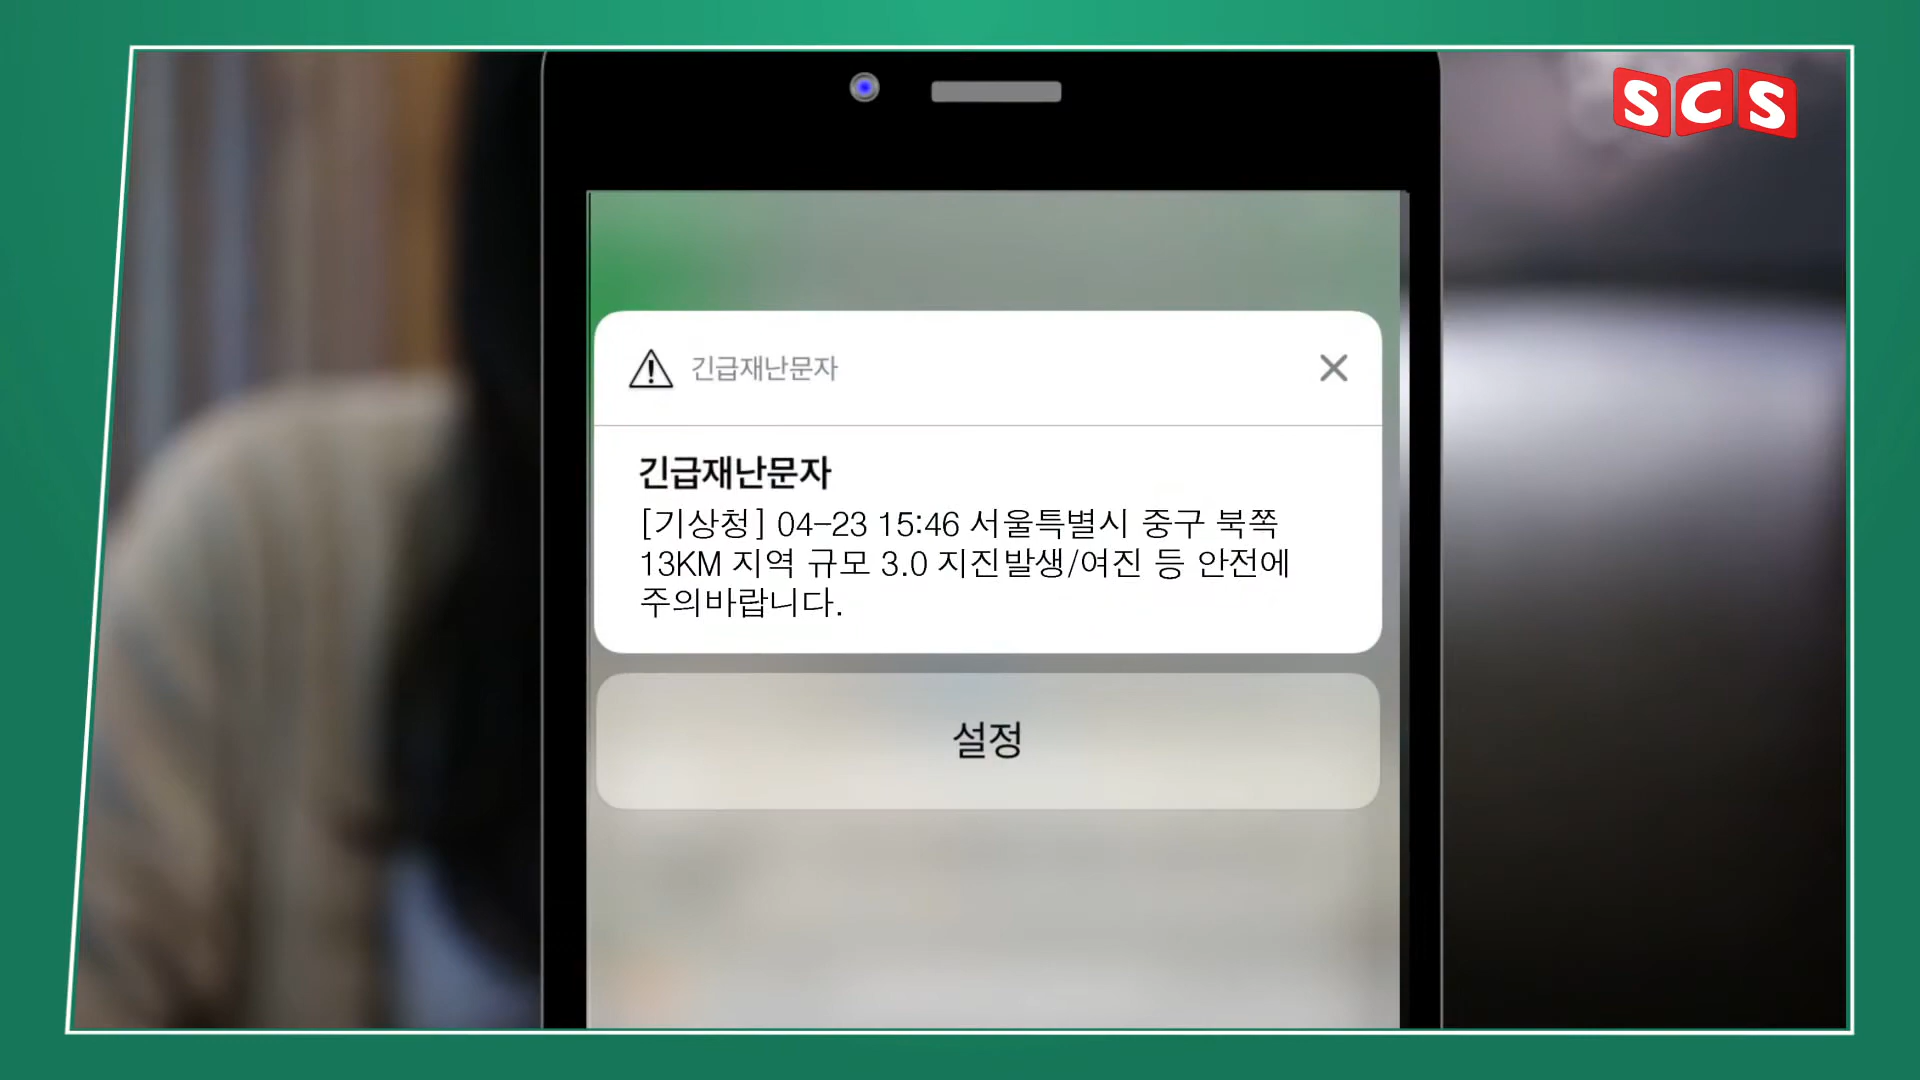 SCS
긴급재난문자
긴급재난문자
[기상청] 04-23 15:46 서울특별시 중구 북쪽
13KM 지역 규모 3.0 지진발생/여진 등 안전에
주의바랍니다.
설정